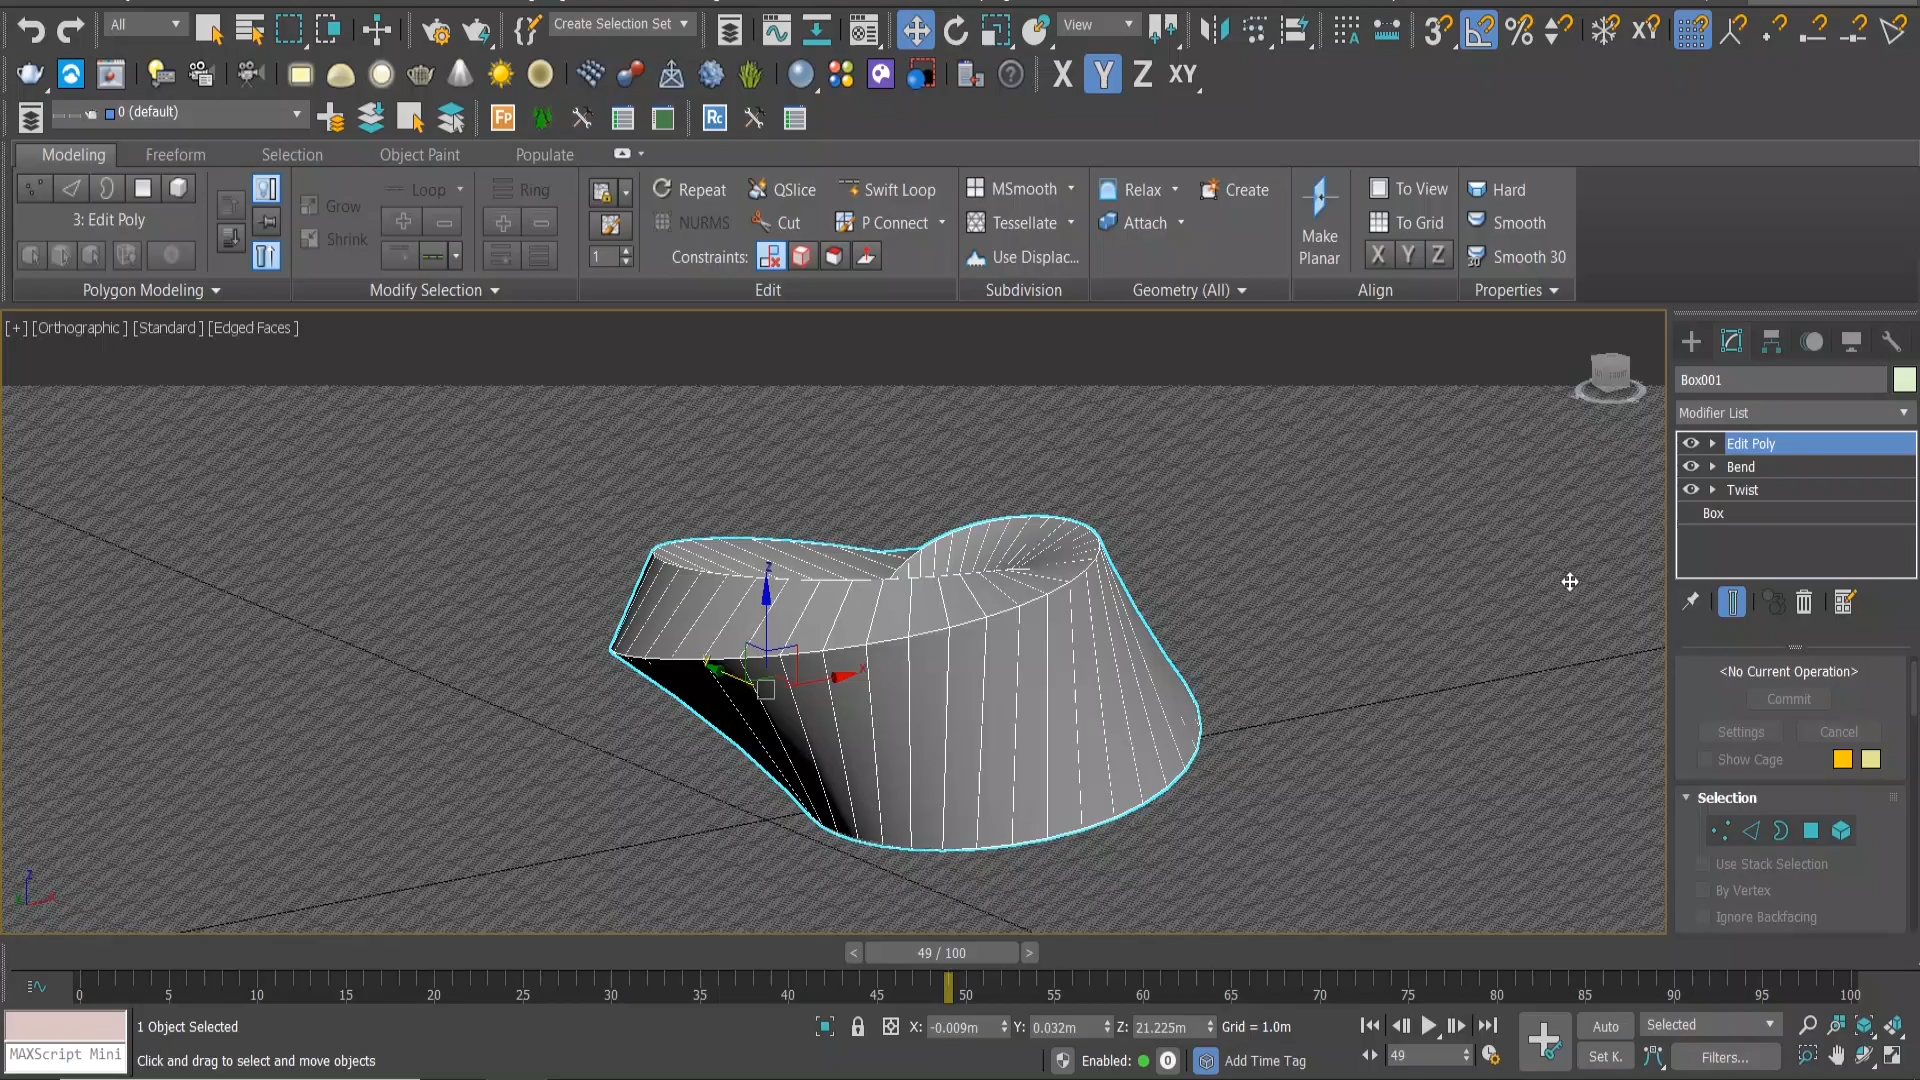 All
Create Selection Set
View
3
X Y Z XY
0 (default)
Fp
Rc
Modeling Freeform Selection Object Paint Populate
Loop Ring
Repeat QSlice Swift Loop
MSmooth
Relax Create
To View
Hard
Grow
3: Edit Poly
NURMS Cut P Connect
Tessellate
Attach
To Grid
Smooth
Shrink
1
Constraints:
Use Displac...
Make Planar
X Y Z
Smooth 30
Polygon Modeling Modify Selection Edit Subdivision Geometry (All) Align Properties
[+] [Orthographic ] [Standard ] [Edged Faces ]
Box001
Modifier List
Edit Poly
Bend
Twist
Box
z
x
<No Current Operation>
Commit
Settings Cancel
Show Cage
Selection
Use Stack Selection
By Vertex
Ignore Backfacing
z
< 49 / 100 >
0 5 10 15 20 25 30 35 40 45 50 55 60 65 70 75 80 85 90 95 100
1 Object Selected
X: -0.009m Y: 0.032m Z: 21.225m Grid = 1.0m
Auto Selected
MAXScript Mini
Click and drag to select and move objects
Enabled: 0 Add Time Tag
49
Set K. Filters...